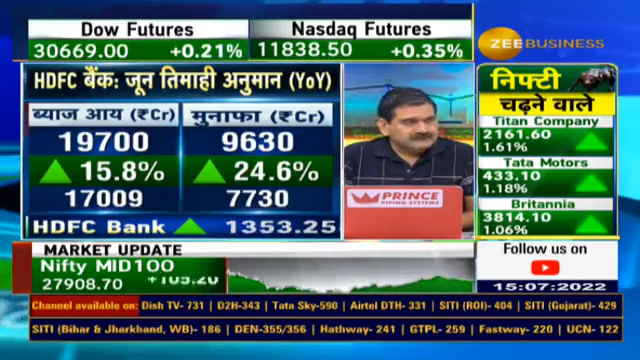 Dow Futures
30669.00 +0.21%
Nasdaq Futures
11838.50 +0.35%
ZEE BUSINESS
HDFC बैंक: जून तिमाही अनुमान (YoY)
ब्याज आय (₹Cr)
19700
15.8%
17009
मुनाफा (₹Cr)
9630
24.6%
7730
HDFC Bank 1353.25
PRINCE
PIPING SYSTEMS
निफ्टी
चढ़ने वाले
Titan Company
2161.60
1.61%
Tata Motors
433.10
1.18%
Britannia
3814.10
1.06%
MARKET UPDATE
Nifty MID100
27908.70
Follow us on
15:07:2022
Channel available on: Dish TV- 731 | D2H-343 | Tata Sky-590 | Airtel DTH- 331 | SITI (ROI)- 404 | SITI (Gujarat)- 429
SITI (Bihar & Jharkhand, WB)- 186 | DEN-355/356 | Hathway- 241 | GTPL- 259 | Fastway- 220 | UCN- 122